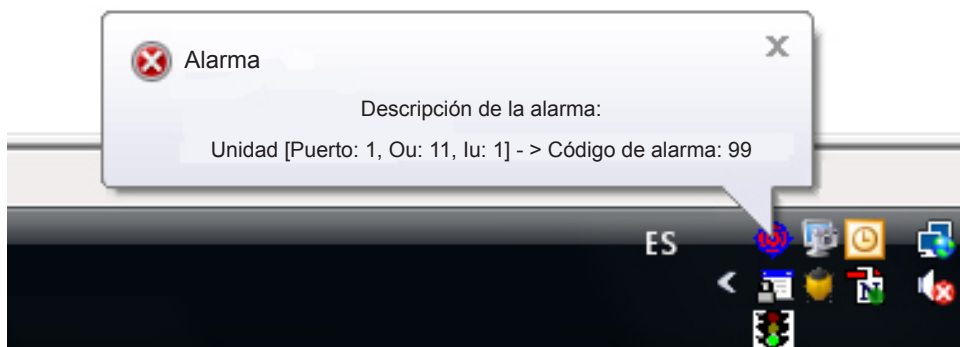 Alarma
Descripción de la alarma:
Unidad [Puerto: 1, Ou: 11, Iu: 1] - > Código de alarma: 99
ES
N